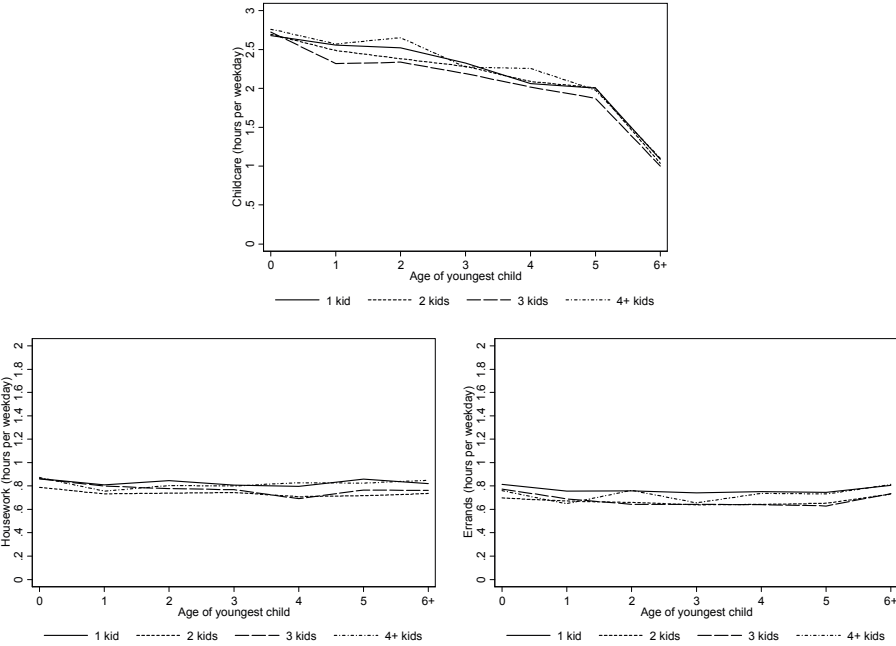 Childcare (hours per weekday)
3
2.5
2
1.5
1
.5
0
0 1 2 3 4 5 6+
Age of youngest child
1 kid 2 kids 3 kids 4+ kids
Housework (hours per weekday)
2
1.8
1.6
1.4
1.2
1
.8
.6
.4
.2
0
0 1 2 3 4 5 6+
Age of youngest child
1 kid 2 kids 3 kids 4+ kids
Errands (hours per weekday)
2
1.8
1.6
1.4
1.2
1
.8
.6
.4
.2
0
0 1 2 3 4 5 6+
Age of youngest child
1 kid 2 kids 3 kids 4+ kids